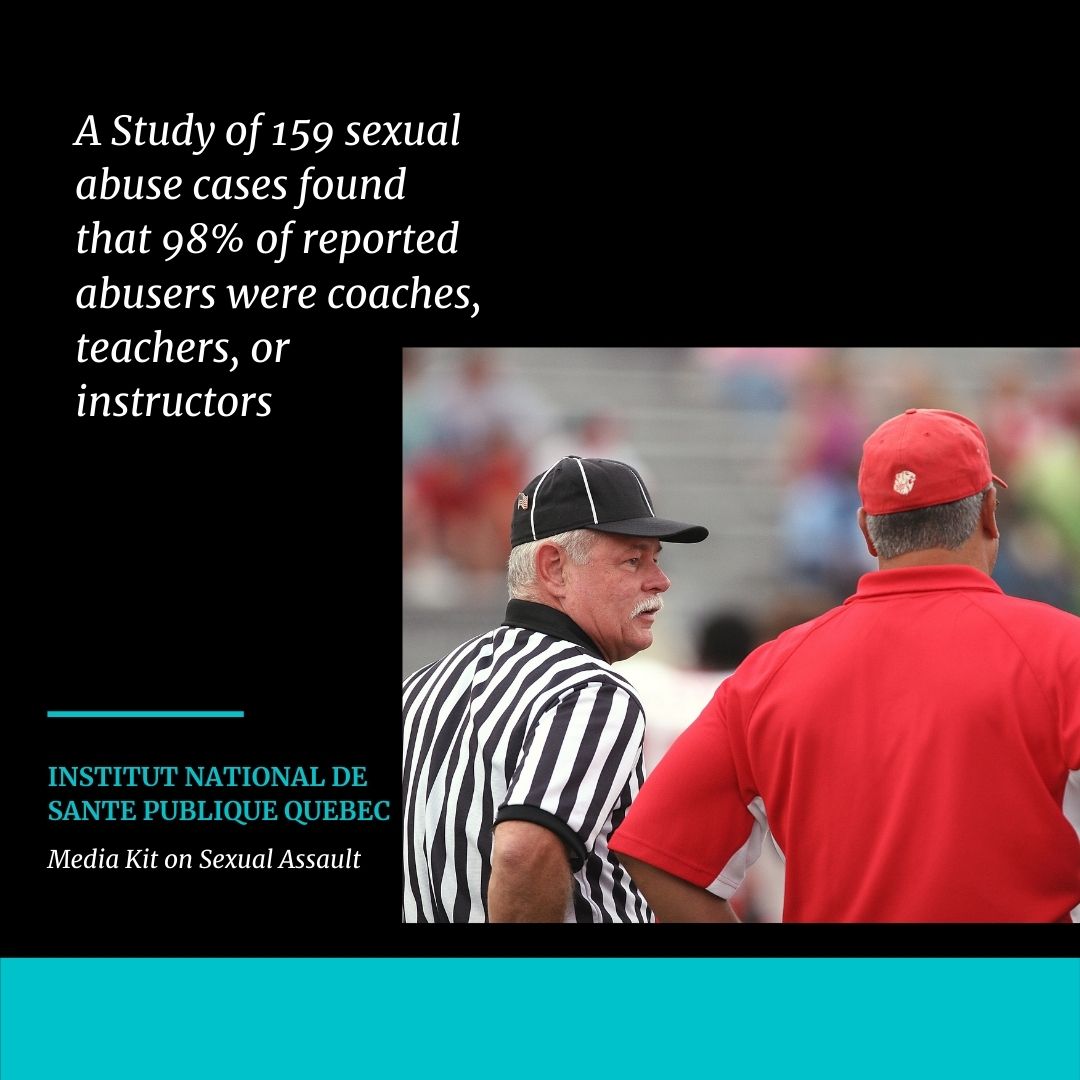 A Study of 159 sexual
abuse cases found
that 98% of reported
abusers were coaches,
teachers, or
instructors
INSTITUT NATIONAL DE
SANTE PUBLIQUE QUEBEC
Media Kit on Sexual Assault